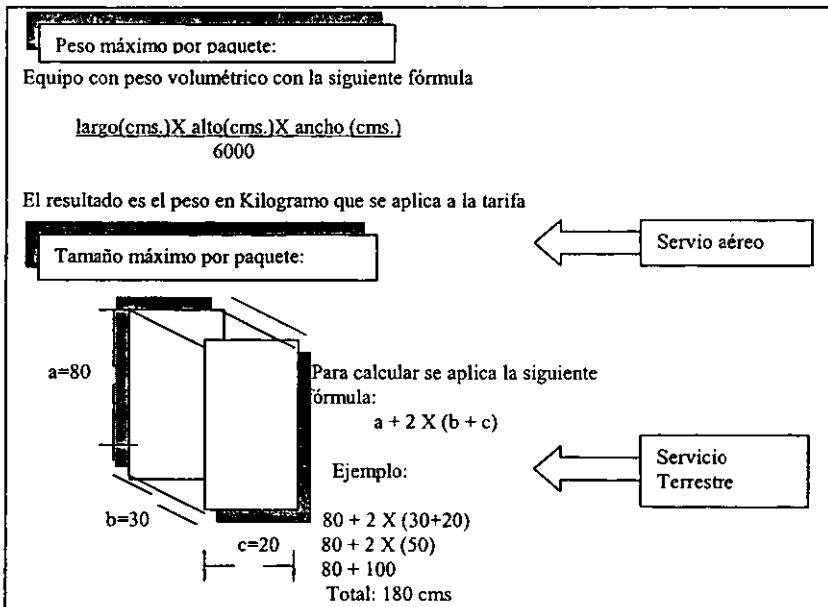 Peso máximo por paquete:
Equipo con peso volumétrico con la siguiente fórmula
largo(cms.)X alto(cms.)X ancho (cms.)
6000
El resultado es el peso en Kilogramo que se aplica a la tarifa
Servio aéreo
Tamaño máximo por paquete:
a=80
Para calcular se aplica la siguiente
fórmula:
a + 2 X (b + c)
Servicio
Terrestre
Ejemplo:
b=30
c=20
80 + 2 X (30+20)
80 + 2 X (50)
80 + 100
Total: 180 cms